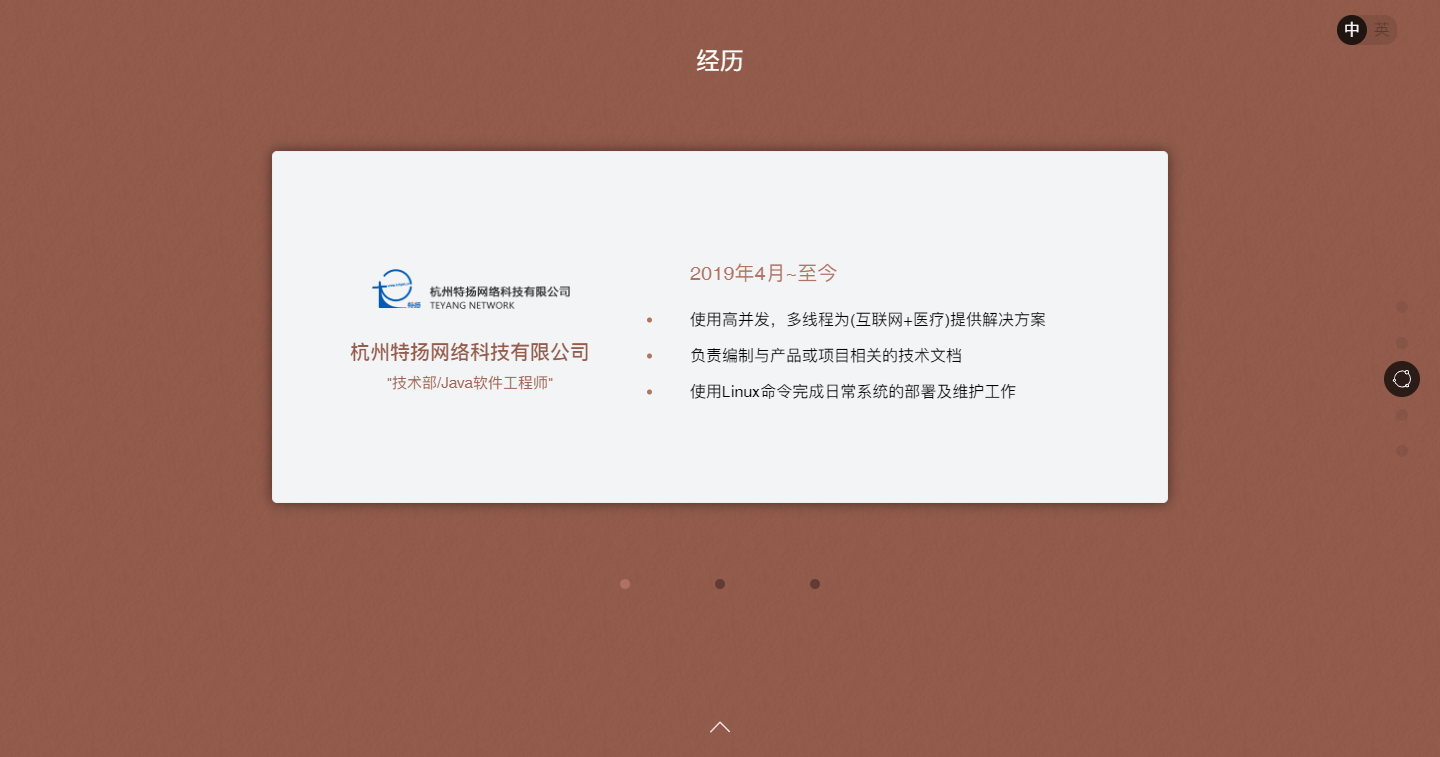 中 英
经历
杭州特扬网络科技有限公司
TEYANG NETWORK
杭州特扬网络科技有限公司
"技术部/Java软件工程师"
2019年4月~至今
使用高并发，多线程为(互联网+医疗)提供解决方案
负责编制与产品或项目相关的技术文档
使用Linux命令完成日常系统的部署及维护工作